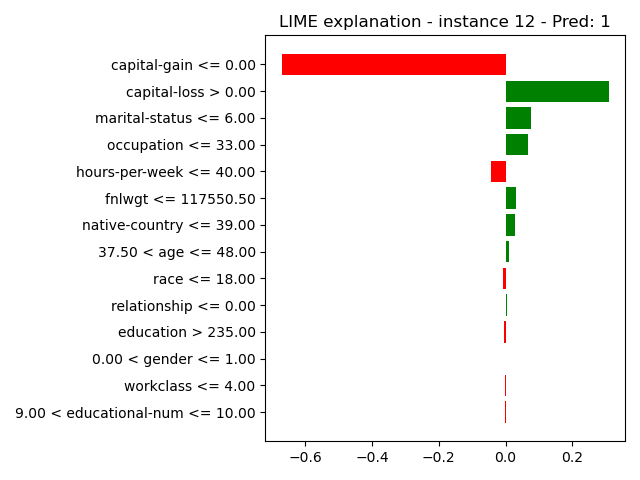 LIME explanation - instance 12 - Pred: 1
capital-gain <= 0.00
capital-loss > 0.00
marital-status <= 6.00
occupation <= 33.00
hours-per-week <= 40.00
fnlwgt <= 117550.50
native-country <= 39.00
37.50 < age <= 48.00
race <= 18.00
relationship <= 0.00
education > 235.00
0.00 < gender <= 1.00
workclass <= 4.00
9.00 < educational-num <= 10.00
−0.6 −0.4 −0.2 0.0 0.2